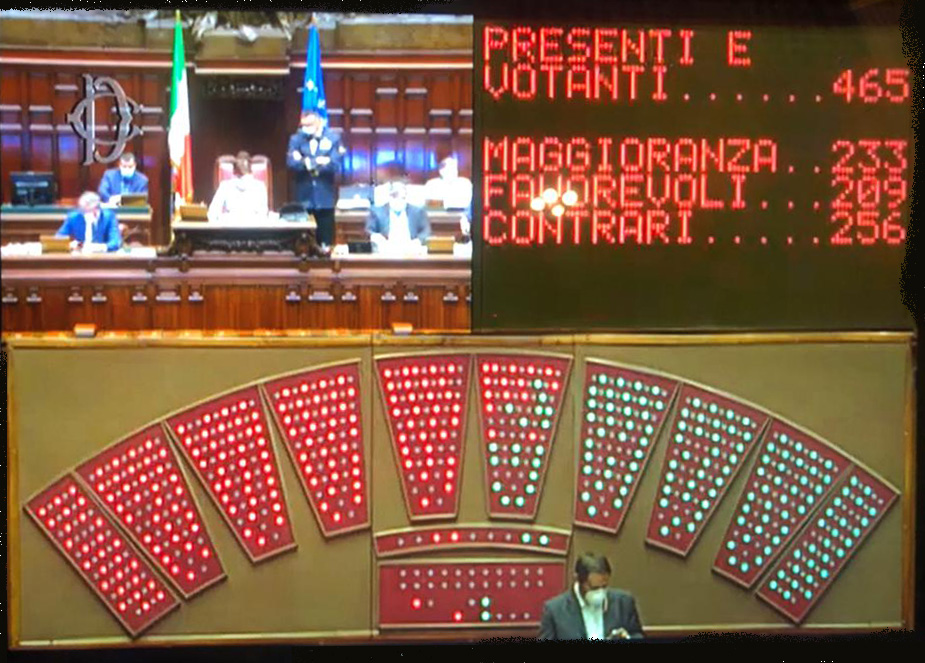 PRESENTI E
VOTANTI......465
MAGGIORANZA..233
FAVOREVOLI...209
CONTRARI.....256